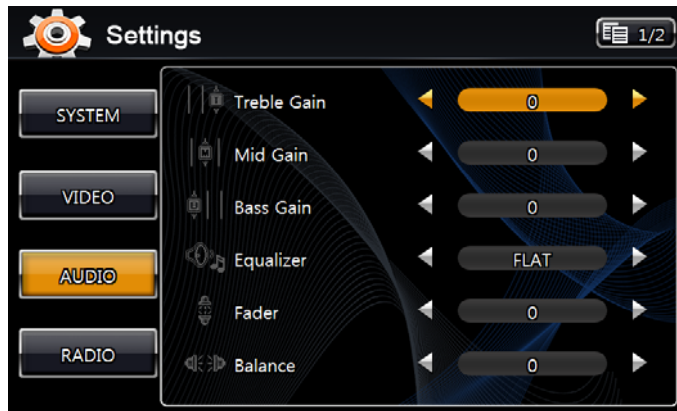 Settings
1/2
SYSTEM
VIDEO
AUDIO
RADIO
Treble Gain 0
Mid Gain 0
Bass Gain 0
Equalizer FLAT
Fader 0
Balance 0